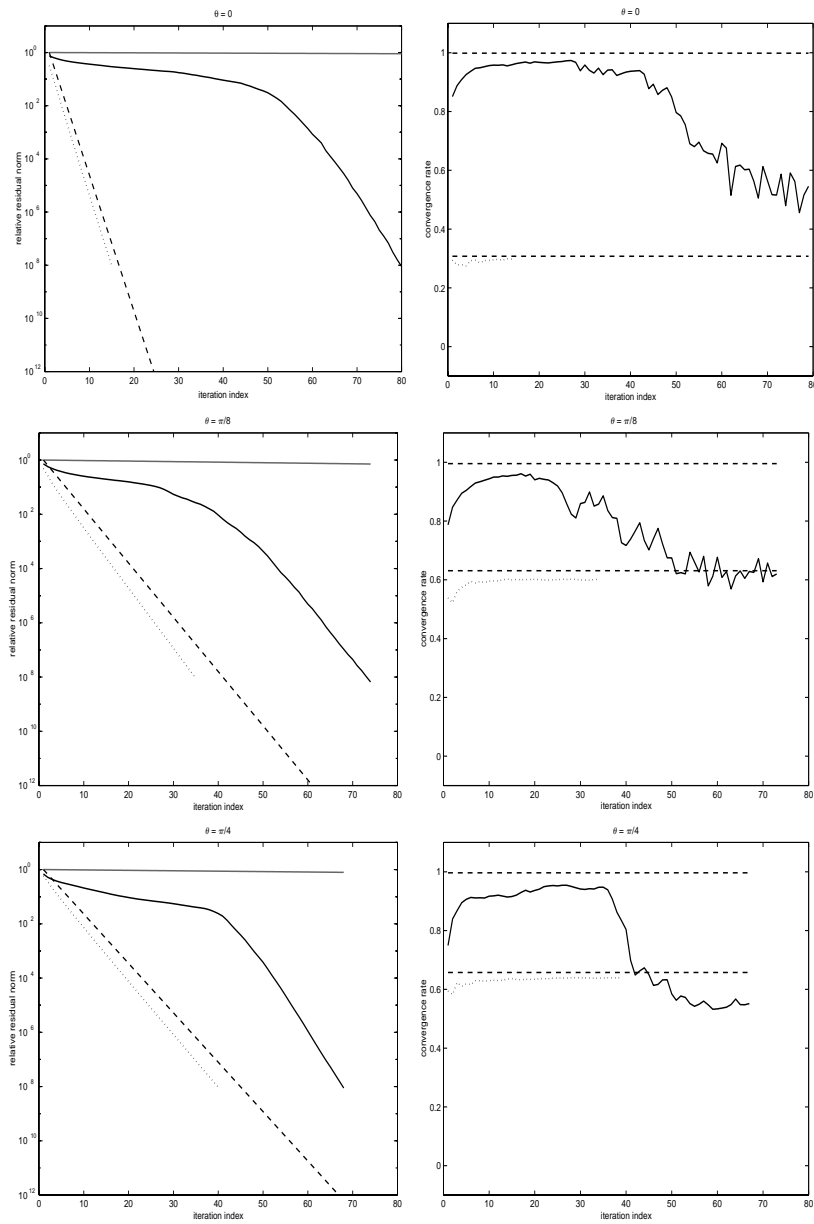 θ = 0
relative residual norm
10^0
10^2
10^4
10^6
10^8
10^10
10^12
0 10 20 30 40 50 60 70 80
iteration index
θ = 0
convergence rate
1
0.8
0.6
0.4
0.2
0
0 10 20 30 40 50 60 70 80
iteration index
θ = π/8
relative residual norm
10^0
10^2
10^4
10^6
10^8
10^10
10^12
0 10 20 30 40 50 60 70 80
iteration index
θ = π/8
convergence rate
1
0.8
0.6
0.4
0.2
0
0 10 20 30 40 50 60 70 80
iteration index
θ = π/4
relative residual norm
10^0
10^2
10^4
10^6
10^8
10^10
10^12
0 10 20 30 40 50 60 70 80
iteration index
θ = π/4
convergence rate
1
0.8
0.6
0.4
0.2
0
0 10 20 30 40 50 60 70 80
iteration index